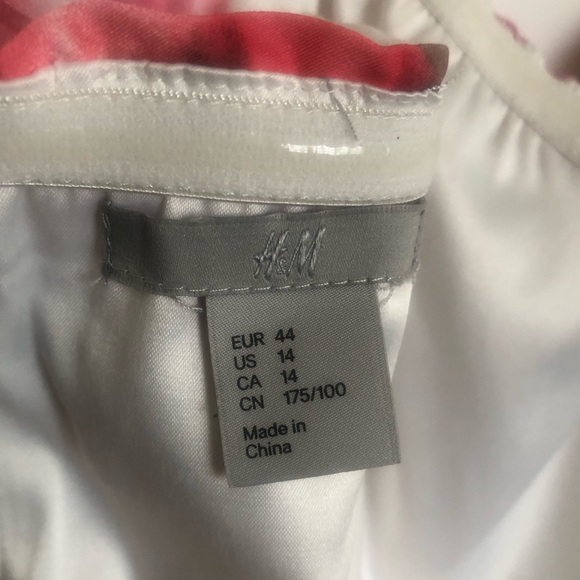 H&M
EUR 44
US 14
CA 14
CN 175/100
Made in
China